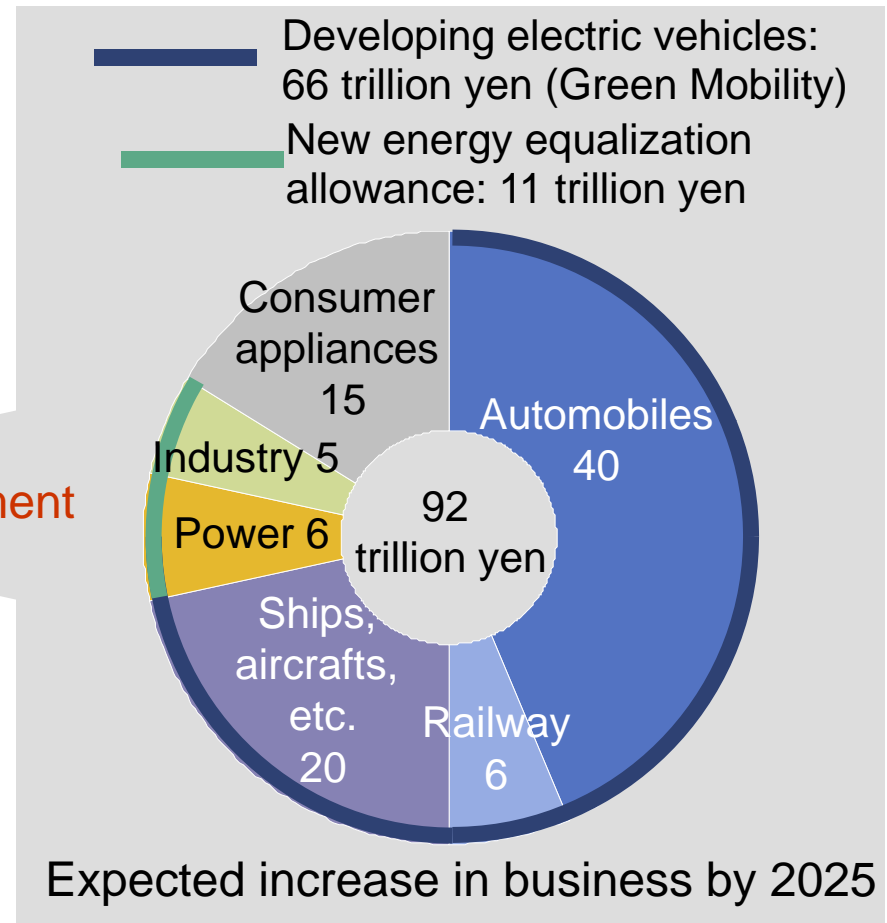 Developing electric vehicles:
66 trillion yen (Green Mobility)
New energy equalization
allowance: 11 trillion yen
Consumer
appliances
15
Automobiles
40
Industry 5
Power 6
92
trillion yen
Ships,
aircrafts,
etc.
20
Railway
6
Expected increase in business by 2025